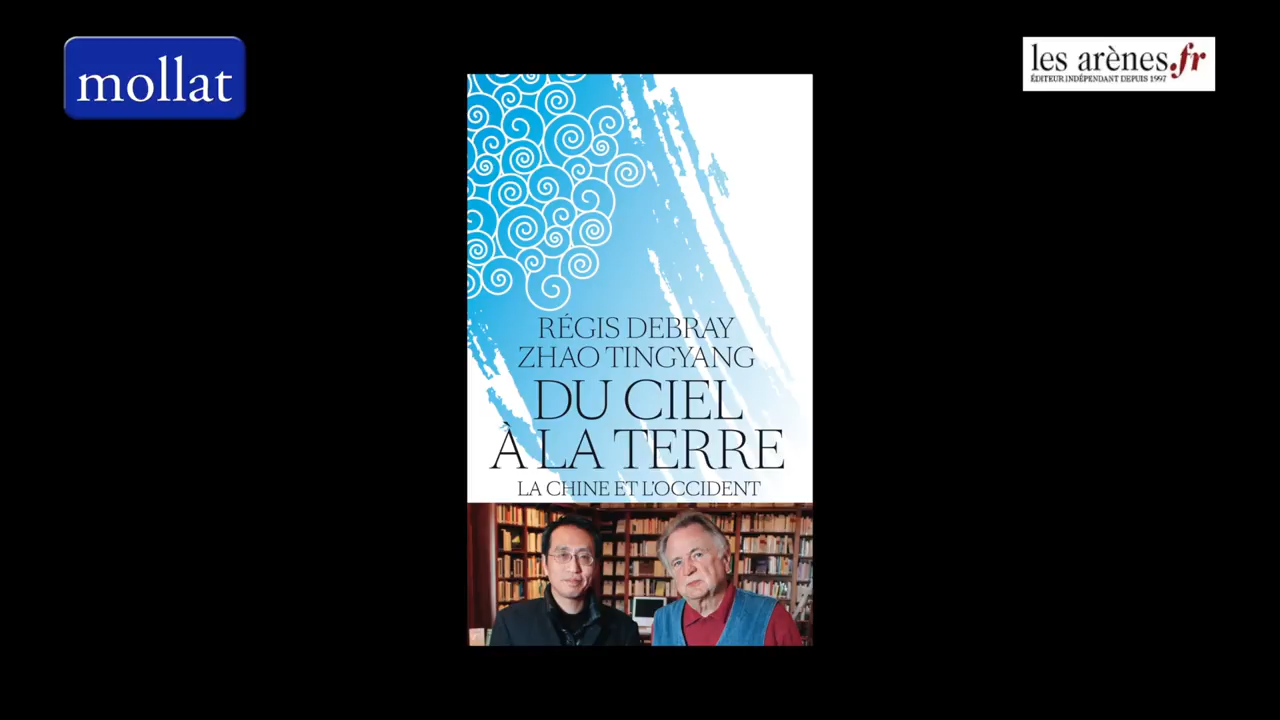 mollat
les arènes.fr
ÉDITEUR INDÉPENDANT DEPUIS 1997
RÉGIS DEBRAY
ZHAO TINGYANG
DU CIEL
À LA TERRE
LA CHINE ET L'OCCIDENT